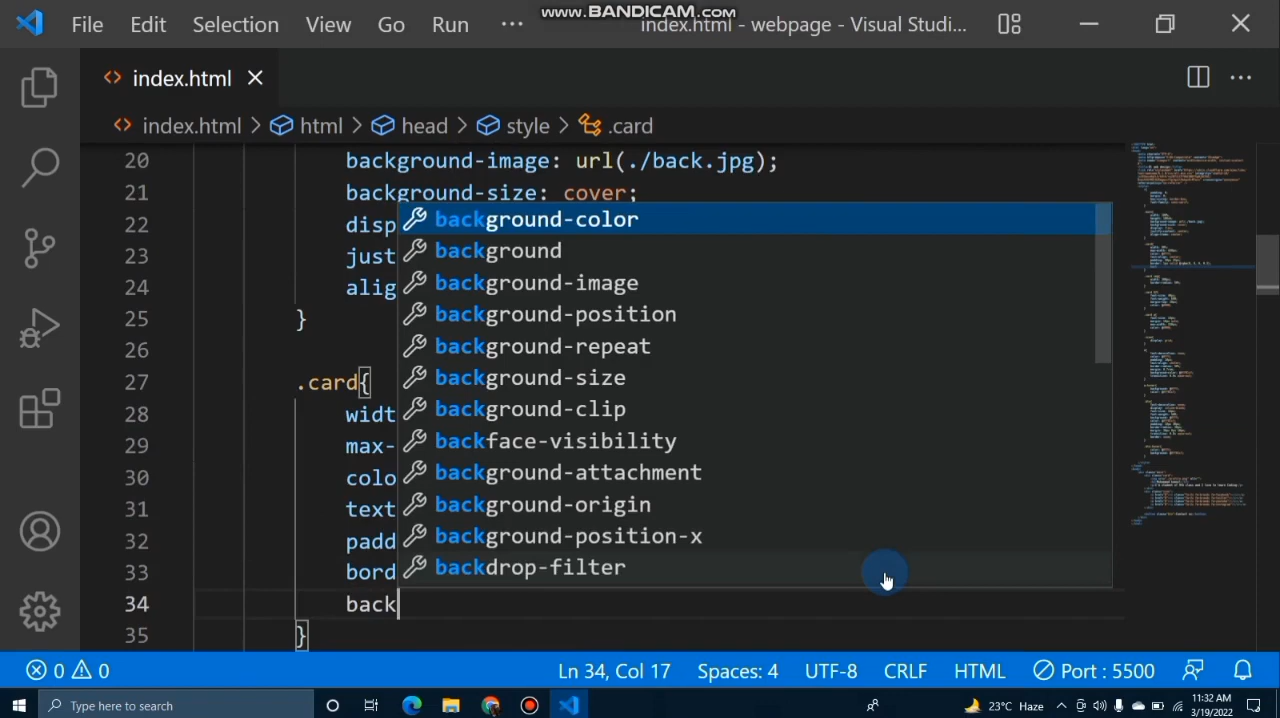 www.BANDICAM.com
File Edit Selection View Go Run ··· index.html - webpage - Visual Studi...
index.html
index.html > html > head > style > .card
20 background-image: url(./back.jpg);
21 background-size: cover;
22 disp
23 just
24 alig
25 }
26
27 .card{
28 widt
29 max-
30 colo
31 text
32 padd
33 bord
34 back
35 }
background-color
background
background-image
background-position
background-repeat
background-size
background-clip
backface-visibility
background-attachment
background-origin
background-position-x
backdrop-filter
0 0 Ln 34, Col 17 Spaces: 4 UTF-8 CRLF HTML Port : 5500
Type here to search 23°C Haze 11:32 AM
3/19/2022